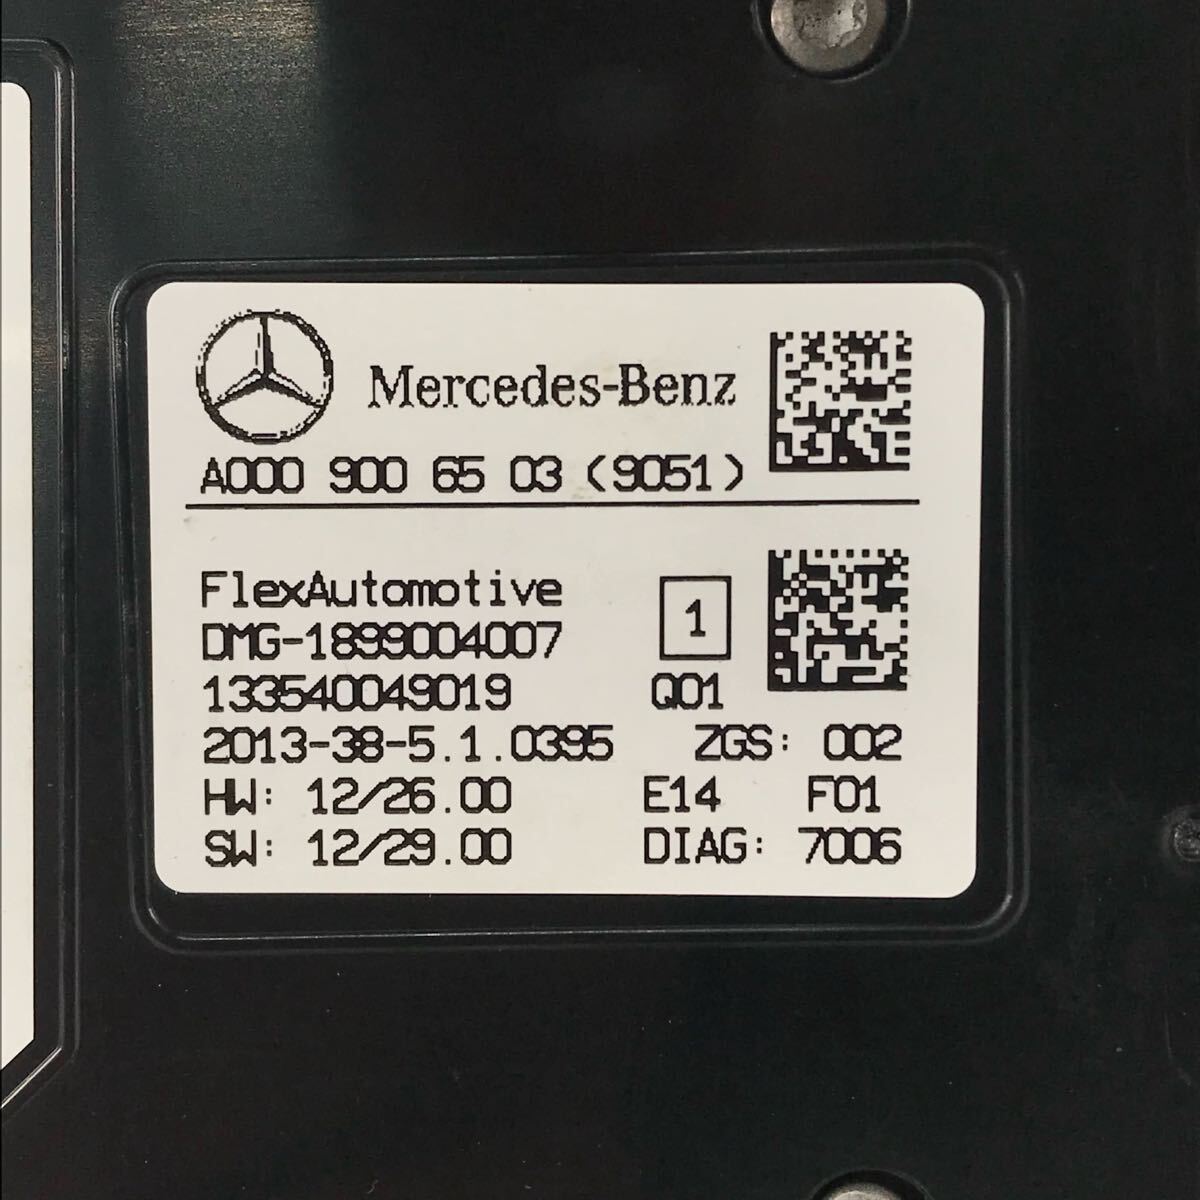 Mercedes-Benz
A000 900 65 03 (9051)
FlexAutomotive
DMG-1899004007
1
133540049019 Q01
2013-38-5.1.0395 ZGS: 002
HW: 12/26.00 E14 F01
SW: 12/29.00 DIAG: 7006